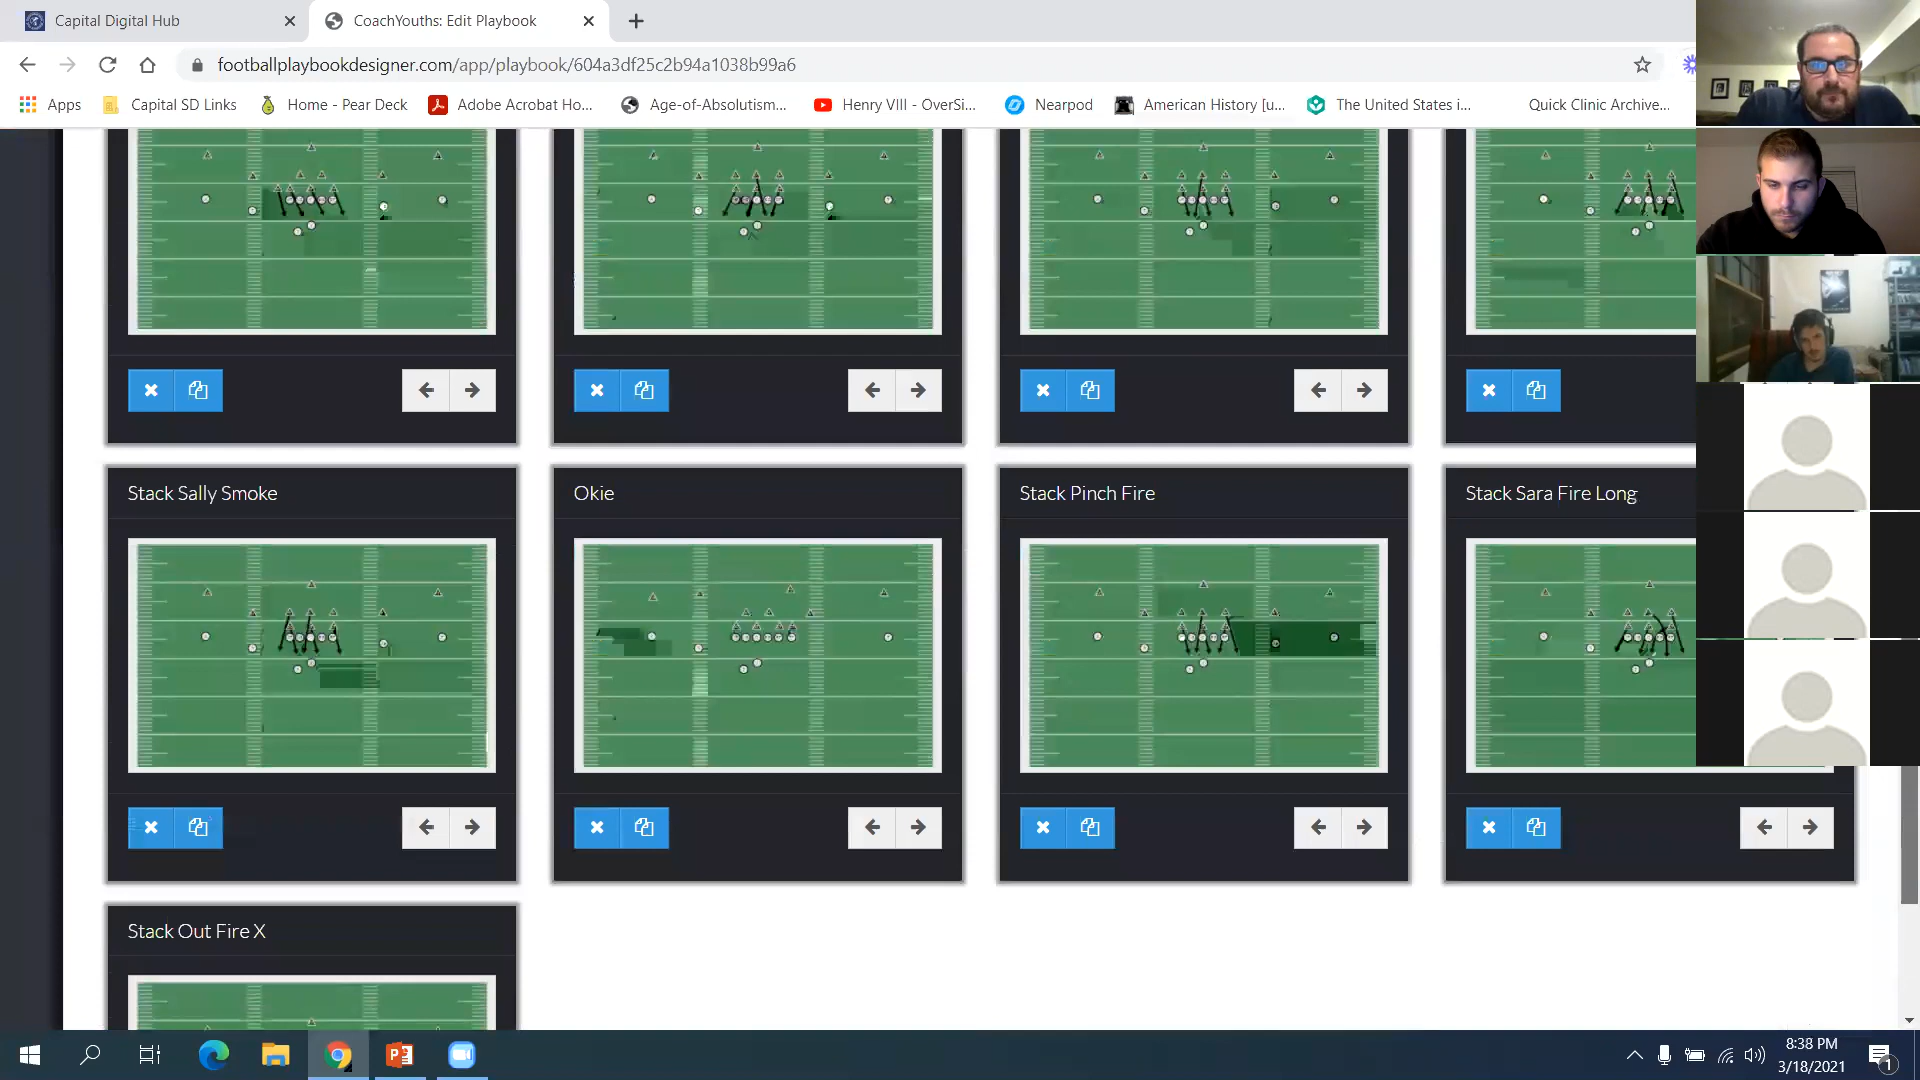 Capital Digital Hub
CoachYouths: Edit Playbook
footballplaybookdesigner.com/app/playbook/604a3df25c2b94a1038b99a6
Apps
Capital SD Links
Home - Pear Deck
Adobe Acrobat Ho...
Age-of-Absolutism...
Henry VIII - OverSi...
Nearpod
American History [u...
The United States i...
Quick Clinic Archive...
Stack Sally Smoke
Okie
Stack Pinch Fire
Stack Sara Fire Long
Stack Out Fire X
8:38 PM
3/18/2021
1